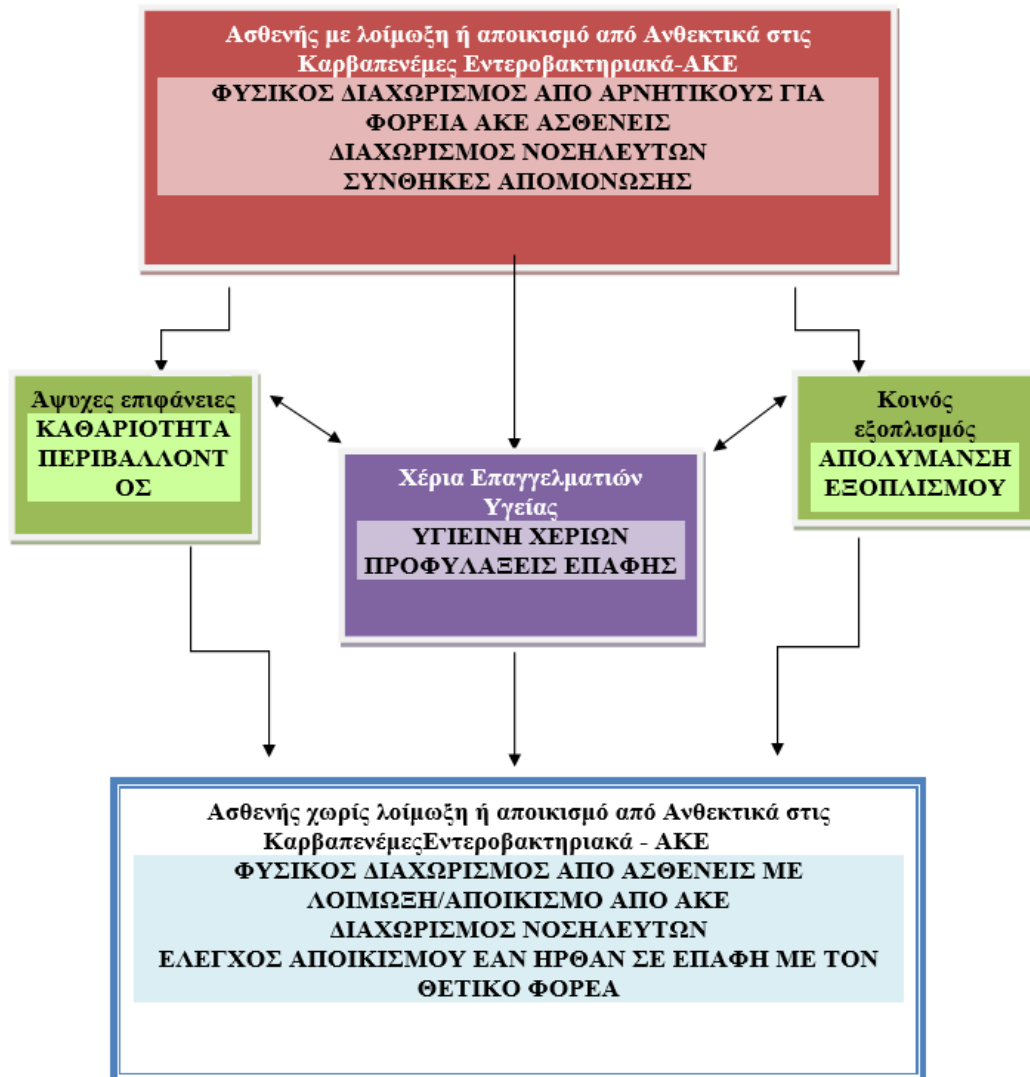 Ασθενής με λοίμωξη ή αποικισμό από Ανθεκτικά στις
Καρβαπενέμες Εντεροβακτηριακά-ΑΚΕ
ΦΥΣΙΚΟΣ ΔΙΑΧΩΡΙΣΜΟΣ ΑΠΟ ΑΡΝΗΤΙΚΟΥΣ ΓΙΑ
ΦΟΡΕΙΑ ΑΚΕ ΑΣΘΕΝΕΙΣ
ΔΙΑΧΩΡΙΣΜΟΣ ΝΟΣΗΛΕΥΤΩΝ
ΣΥΝΘΗΚΕΣ ΑΠΟΜΟΝΩΣΗΣ
Άψυχες επιφάνειες
ΚΑΘΑΡΙΟΤΗΤΑ
ΠΕΡΙΒΑΛΛΟΝΤ
ΟΣ
Χέρια Επαγγελματιών
Υγείας
ΥΓΙΕΙΝΗ ΧΕΡΙΩΝ
ΠΡΟΦΥΛΑΞΕΙΣ ΕΠΑΦΗΣ
Κοινός
εξοπλισμός
ΑΠΟΛΥΜΑΝΣΗ
ΕΞΟΠΛΙΣΜΟΥ
Ασθενής χωρίς λοίμωξη ή αποικισμό από Ανθεκτικά στις
ΚαρβαπενέμεςΕντεροβακτηριακά - ΑΚΕ
ΦΥΣΙΚΟΣ ΔΙΑΧΩΡΙΣΜΟΣ ΑΠΟ ΑΣΘΕΝΕΙΣ ΜΕ
ΛΟΙΜΩΞΗ/ΑΠΟΙΚΙΣΜΟ ΑΠΟ ΑΚΕ
ΔΙΑΧΩΡΙΣΜΟΣ ΝΟΣΗΛΕΥΤΩΝ
ΕΛΕΓΧΟΣ ΑΠΟΙΚΙΣΜΟΥ ΕΑΝ ΗΡΘΑΝ ΣΕ ΕΠΑΦΗ ΜΕ ΤΟΝ
ΘΕΤΙΚΟ ΦΟΡΕΑ